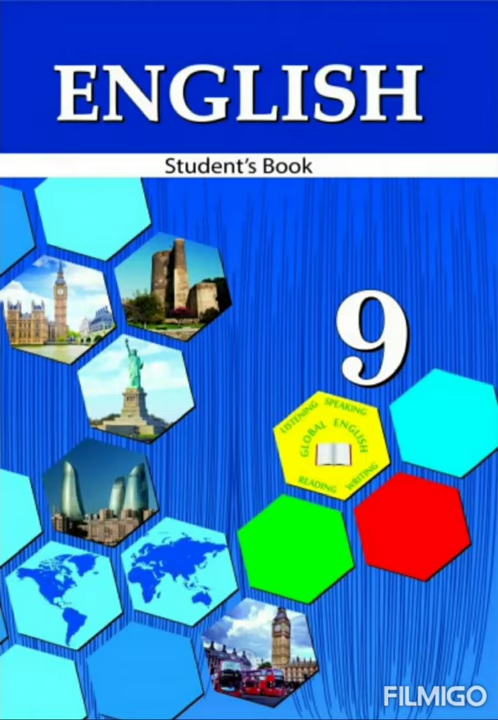 ENGLISH
Student's Book
9
LISTENING SPEAKING
GLOBAL ENGLISH
READING WRITING
FILMIGO